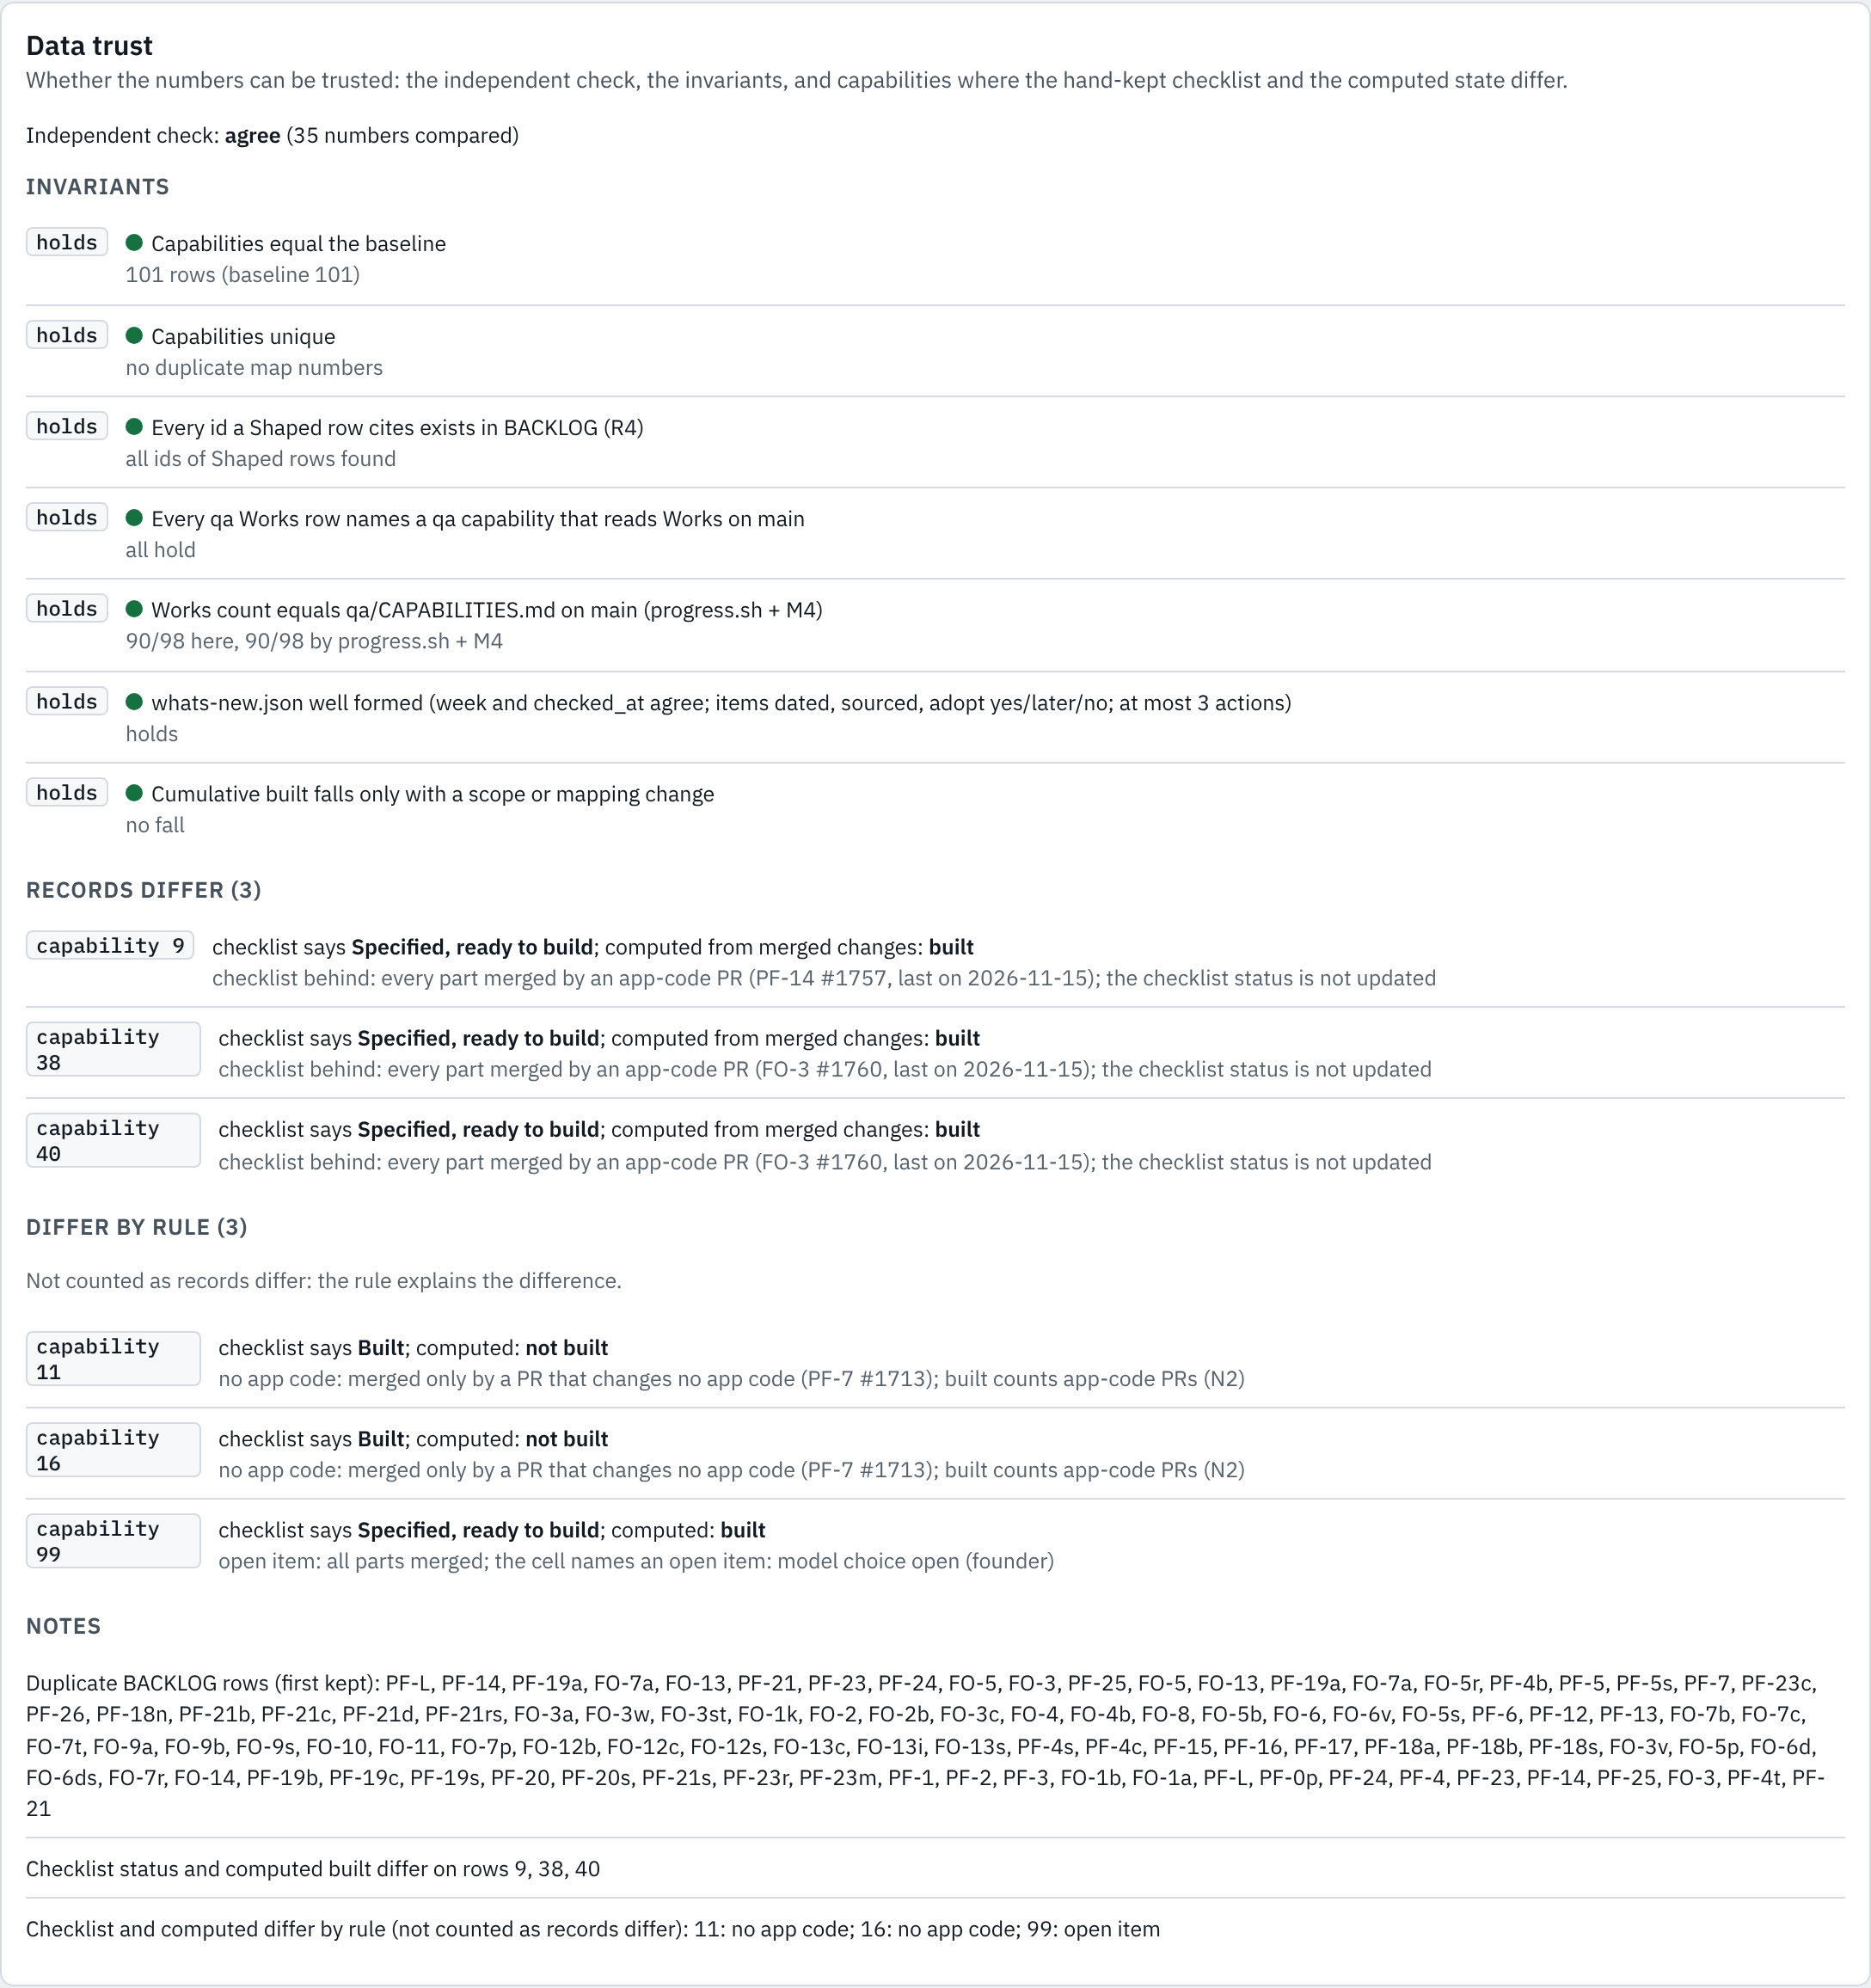 Data trust
Whether the numbers can be trusted: the independent check, the invariants, and capabilities where the hand-kept checklist and the computed state differ.
Independent check: agree (35 numbers compared)
INVARIANTS
holds Capabilities equal the baseline
101 rows (baseline 101)
holds Capabilities unique
no duplicate map numbers
holds Every id a Shaped row cites exists in BACKLOG (R4)
all ids of Shaped rows found
holds Every qa Works row names a qa capability that reads Works on main
all hold
holds Works count equals qa/CAPABILITIES.md on main (progress.sh + M4)
90/98 here, 90/98 by progress.sh + M4
holds whats-new.json well formed (week and checked_at agree; items dated, sourced, adopt yes/later/no; at most 3 actions)
holds
holds Cumulative built falls only with a scope or mapping change
no fall
RECORDS DIFFER (3)
capability 9 checklist says Specified, ready to build; computed from merged changes: built
checklist behind: every part merged by an app-code PR (PF-14 #1757, last on 2026-11-15); the checklist status is not updated
capability
38
checklist says Specified, ready to build; computed from merged changes: built
checklist behind: every part merged by an app-code PR (FO-3 #1760, last on 2026-11-15); the checklist status is not updated
capability
40
checklist says Specified, ready to build; computed from merged changes: built
checklist behind: every part merged by an app-code PR (FO-3 #1760, last on 2026-11-15); the checklist status is not updated
DIFFER BY RULE (3)
Not counted as records differ: the rule explains the difference.
capability
11
checklist says Built; computed: not built
no app code: merged only by a PR that changes no app code (PF-7 #1713); built counts app-code PRs (N2)
capability
16
checklist says Built; computed: not built
no app code: merged only by a PR that changes no app code (PF-7 #1713); built counts app-code PRs (N2)
capability
99
checklist says Specified, ready to build; computed: built
open item: all parts merged; the cell names an open item: model choice open (founder)
NOTES
Duplicate BACKLOG rows (first kept): PF-L, PF-14, PF-19a, FO-7a, FO-13, PF-21, PF-23, PF-24, FO-5, FO-3, PF-25, FO-5, FO-13, PF-19a, FO-7a, FO-5r, PF-4b, PF-5, PF-5s, PF-7, PF-23c,
PF-26, PF-18n, PF-21b, PF-21c, PF-21d, PF-21rs, FO-3a, FO-3w, FO-3st, FO-1k, FO-2, FO-2b, FO-3c, FO-4, FO-4b, FO-8, FO-5b, FO-6, FO-6v, FO-5s, PF-6, PF-12, PF-13, FO-7b, FO-7c,
FO-7t, FO-9a, FO-9b, FO-9s, FO-10, FO-11, FO-7p, FO-12b, FO-12c, FO-12s, FO-13c, FO-13i, FO-13s, PF-4s, PF-4c, PF-15, PF-16, PF-17, PF-18a, PF-18b, PF-18s, FO-3v, FO-5p, FO-6d,
FO-6ds, FO-7r, FO-14, PF-19b, PF-19c, PF-19s, PF-20, PF-20s, PF-21s, PF-23r, PF-23m, PF-1, PF-2, PF-3, FO-1b, FO-1a, PF-L, PF-0p, PF-24, PF-4, PF-23, PF-14, PF-25, FO-3, PF-4t, PF-
21
Checklist status and computed built differ on rows 9, 38, 40
Checklist and computed differ by rule (not counted as records differ): 11: no app code; 16: no app code; 99: open item